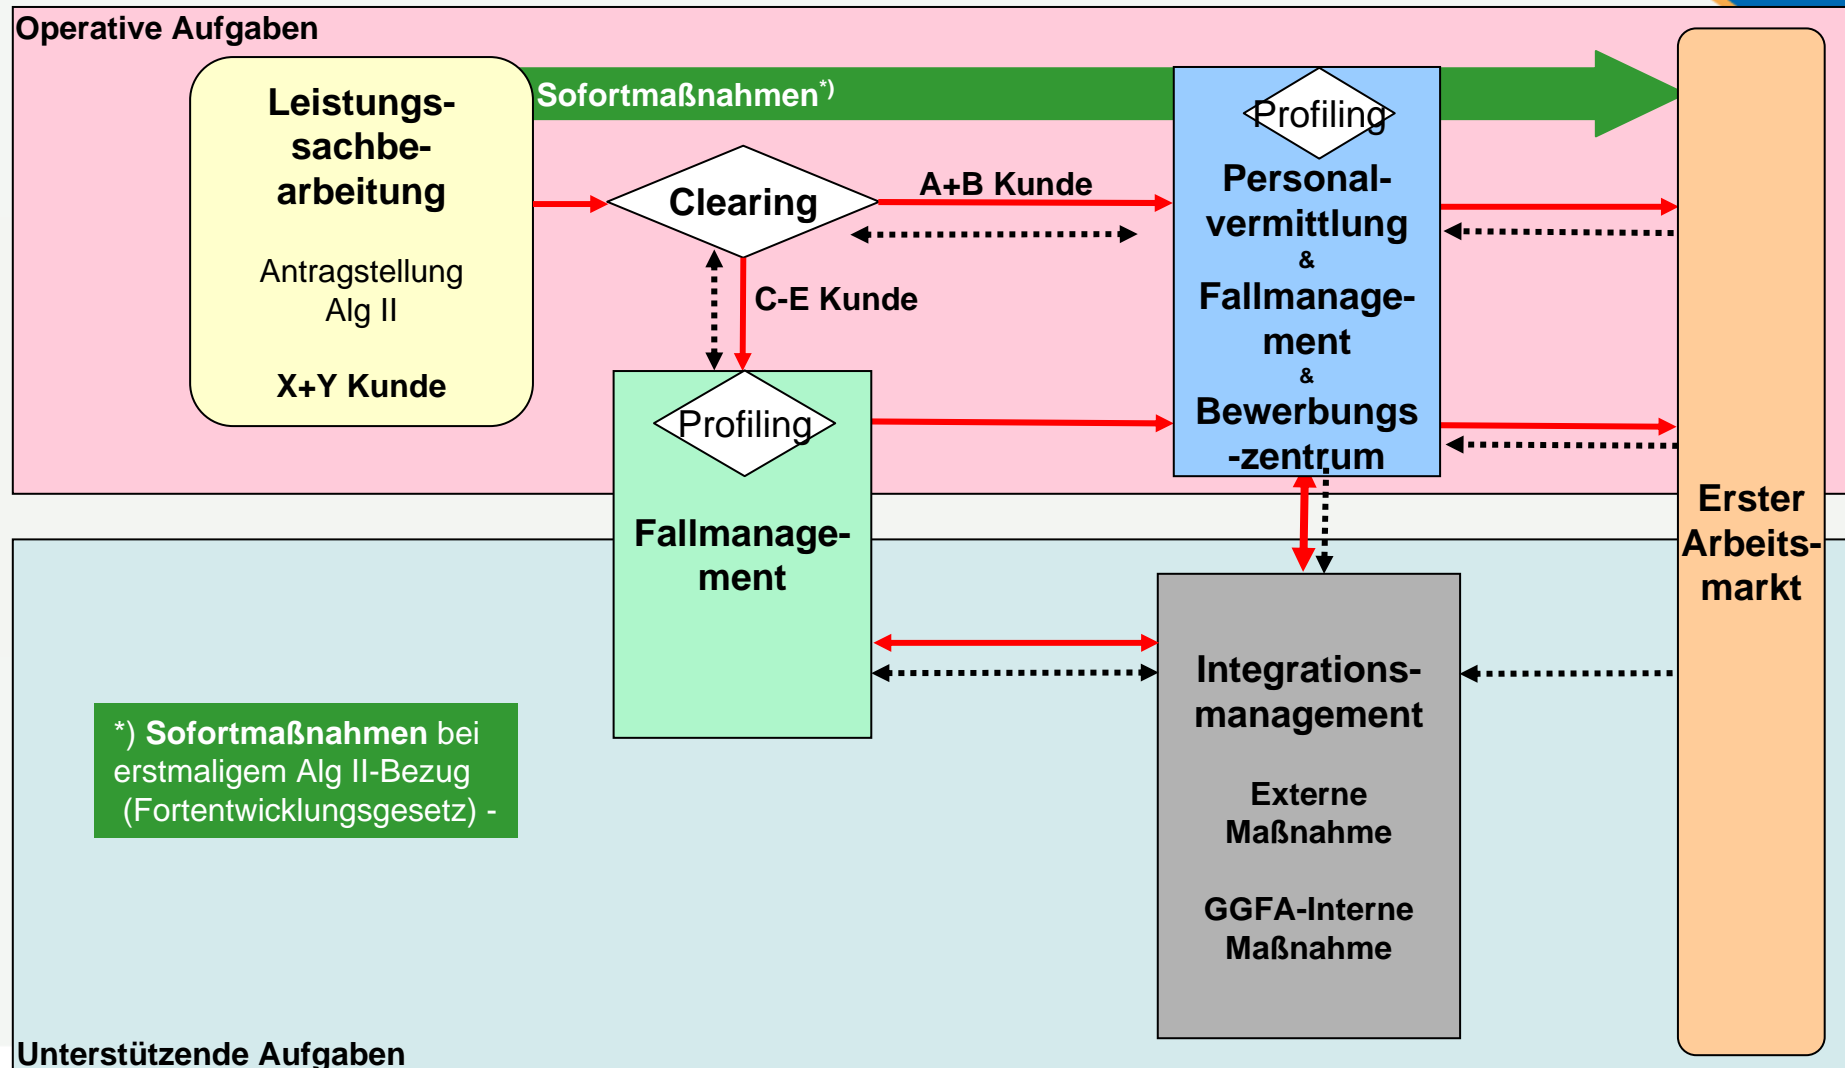 Operative Aufgaben
Leistungs-
sachbe-
arbeitung
Antragstellung
Alg II
X+Y Kunde
Sofortmaßnahmen*)
Clearing
A+B Kunde
C-E Kunde
Profiling
Personal-
vermittlung
&
Fallmanage-
ment
&
Bewerbungs
-zentrum
Profiling
Fallmanage-
ment
Erster
Arbeits-
markt
Integrations-
management
Externe
Maßnahme
GGFA-Interne
Maßnahme
*) Sofortmaßnahmen bei
erstmaligem Alg II-Bezug
(Fortentwicklungsgesetz) -
Unterstützende Aufgaben